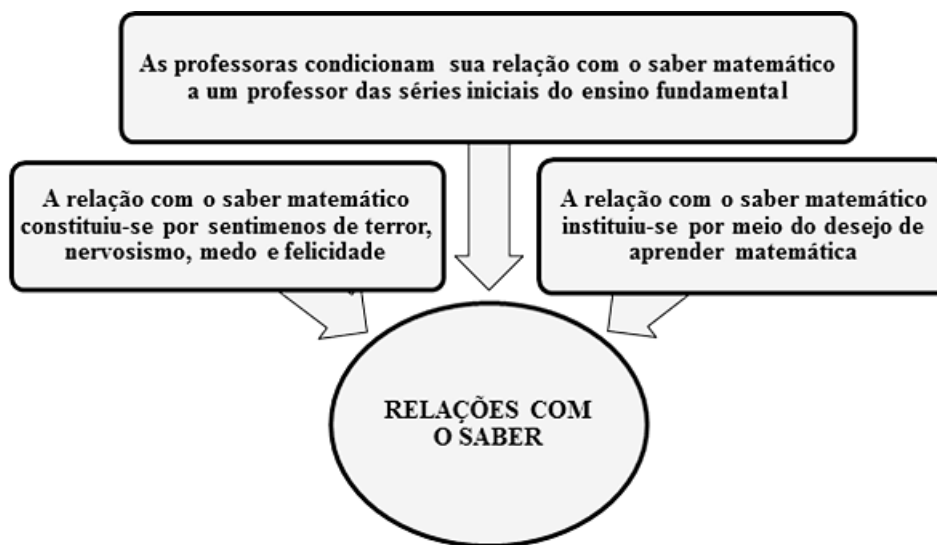 As professoras condicionam sua relação com o saber matemático
a um professor das séries iniciais do ensino fundamental
A relação com o saber matemático
constituiu-se por sentimenos de terror,
nervosismo, medo e felicidade
A relação com o saber matemático
instituiu-se por meio do desejo de
aprender matemática
RELAÇÕES COM
O SABER